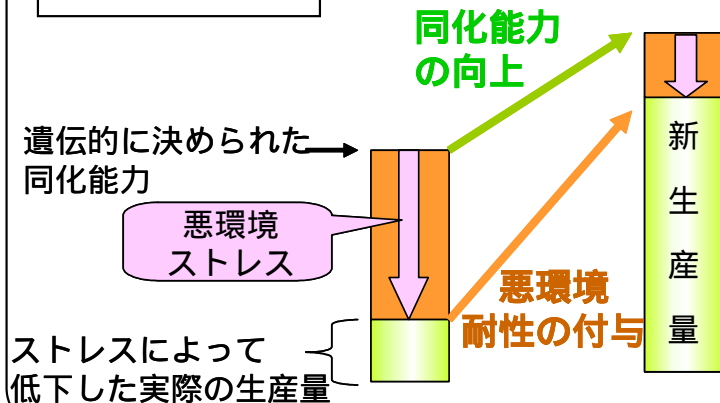 同化能力
の向上
遺伝的に決められた
同化能力
悪環境
ストレス
悪環境
耐性の付与
ストレスによって
低下した実際の生産量
新
生
産
量